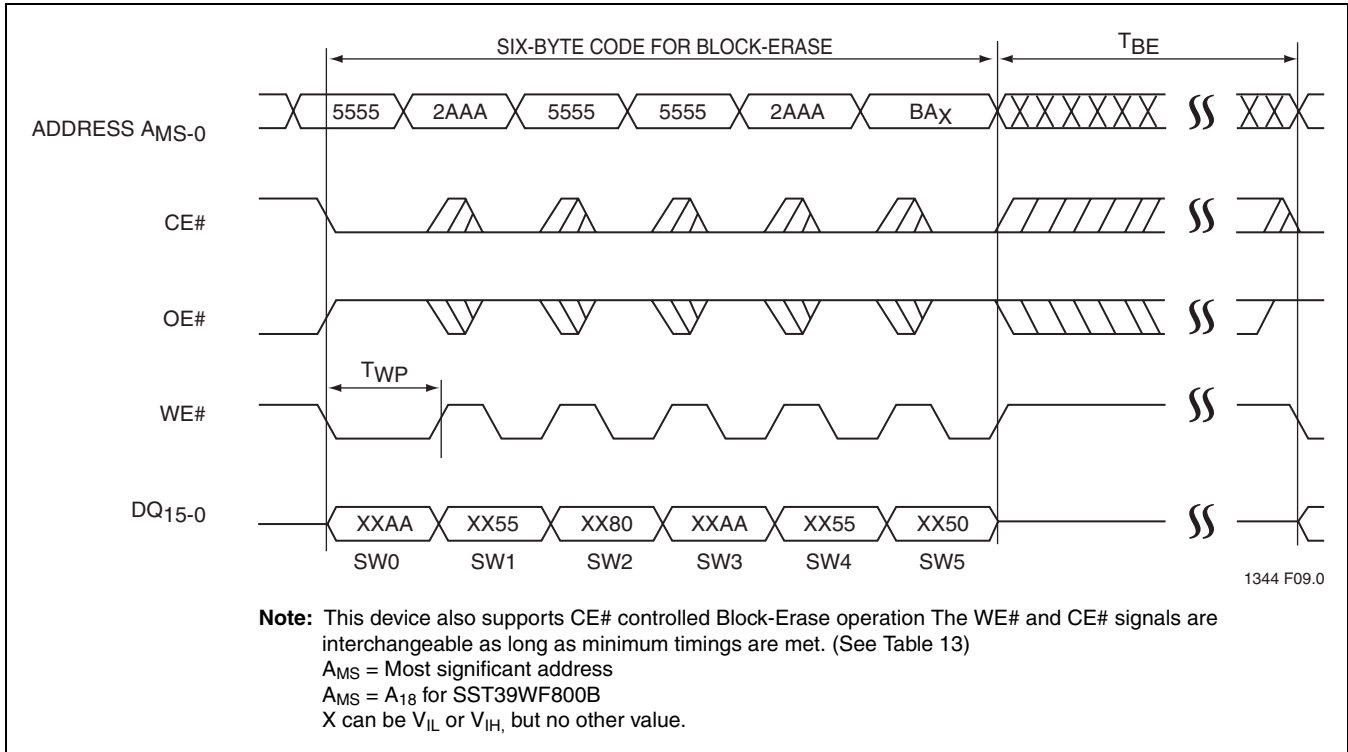 SIX-BYTE CODE FOR BLOCK-ERASE
TBE
ADDRESS AMS-0
5555 2AAA 5555 5555 2AAA BAX
CE#
OE#
TWP
WE#
DQ15-0
XXAA XX55 XX80 XXAA XX55 XX50
SW0 SW1 SW2 SW3 SW4 SW5
1344 F09.0
Note: This device also supports CE# controlled Block-Erase operation The WE# and CE# signals are
interchangeable as long as minimum timings are met. (See Table 13)
AMS = Most significant address
AMS = A18 for SST39WF800B
X can be VIL or VIH, but no other value.